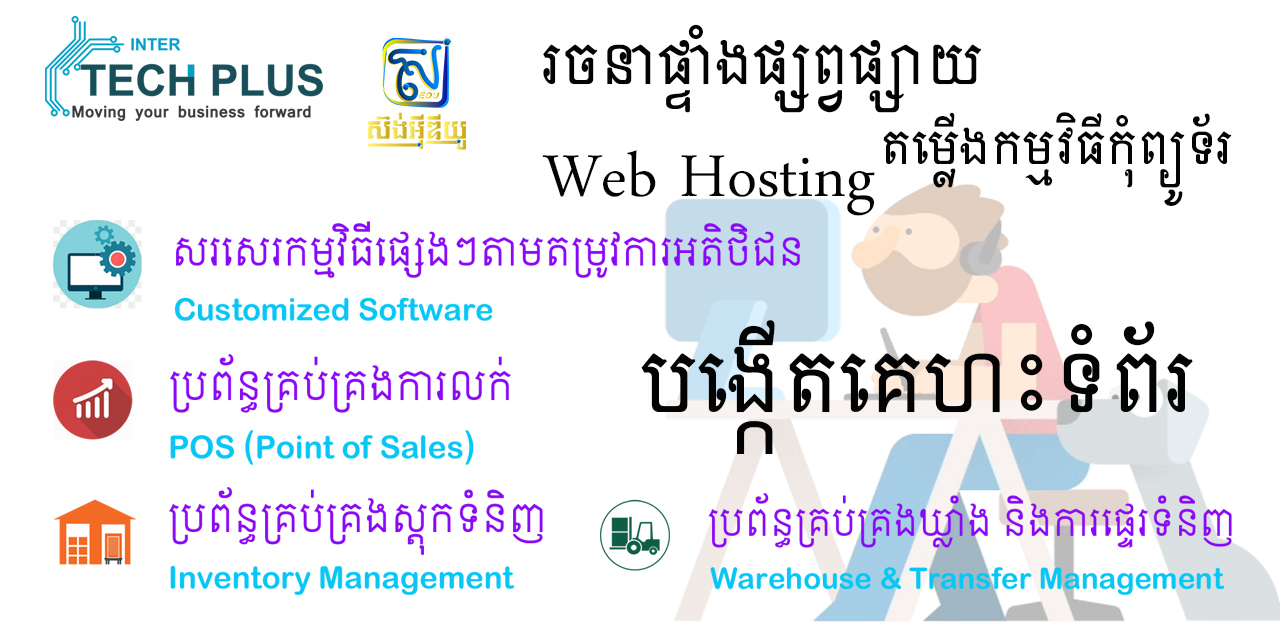 INTER
TECH PLUS
Moving your business forward
EDU
ស៊ង់អ៊ីឌីយូ
រចនាផ្ទាំងផ្សព្វផ្សាយ
តម្លើងកម្មវិធីកុំព្យូទ័រ
Web Hosting
សរសេរកម្មវិធីផ្សេងៗតាមតម្រូវការអតិថិជន
Customized Software
បង្កើតគេហះទំព័រ
ប្រព័ន្ធគ្រប់គ្រងការលក់
POS (Point of Sales)
ប្រព័ន្ធគ្រប់គ្រងស្តុកទំនិញ
Inventory Management
ប្រព័ន្ធគ្រប់គ្រងឃ្លាំង និងការផ្ទេរទំនិញ
Warehouse & Transfer Management